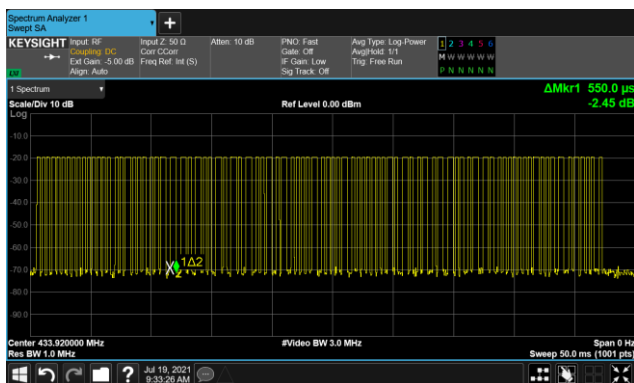 Spectrum Analyzer 1
Swept SA
+
KEYSIGHT Input: RF Input Z: 50 Ω Atten: 10 dB PNO: Fast Avg Type: Log-Power 1 2 3 4 5 6
Coupling: DC Corr CCorr Gate: Off Avg|Hold: 1/1 M W W W W W
Ext Gain: -5.00 dB Freq Ref: Int (S) IF Gain: Low Trig: Free Run
Align: Auto Sig Track: Off P N N N N N
1 Spectrum ΔMkr1 550.0 µs
Scale/Div 10 dB Ref Level 0.00 dBm -2.45 dB
Log
-10.0
-20.0
-30.0
-40.0
-50.0
-60.0
1Δ2
-70.0
-80.0
-90.0
Center 433.920000 MHz #Video BW 3.0 MHz Span 0 Hz
Res BW 1.0 MHz Sweep 50.0 ms (1001 pts)
? Jul 19, 2021
9:33:26 AM